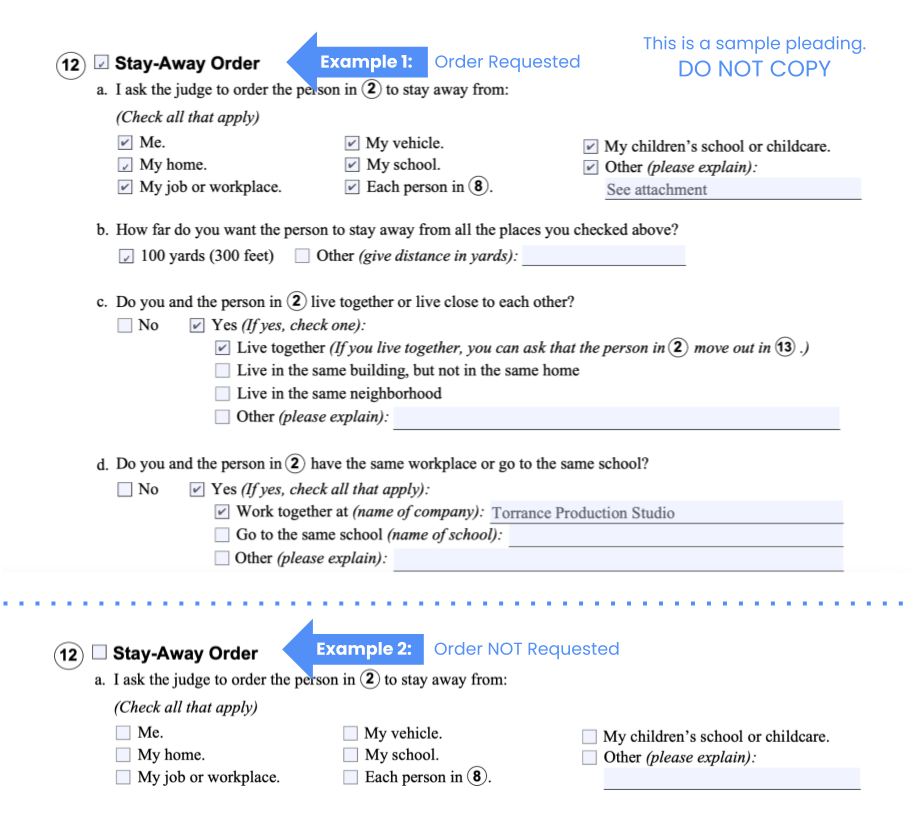 This is a sample pleading.
DO NOT COPY
12 Stay-Away Order Example 1: Order Requested
a. I ask the judge to order the person in 2 to stay away from:
(Check all that apply)
Me. My vehicle. My children's school or childcare.
My home. My school. Other (please explain):
My job or workplace. Each person in 8. See attachment
b. How far do you want the person to stay away from all the places you checked above?
100 yards (300 feet) Other (give distance in yards):
c. Do you and the person in 2 live together or live close to each other?
No Yes (If yes, check one):
Live together (If you live together, you can ask that the person in 2 move out in 13 .)
Live in the same building, but not in the same home
Live in the same neighborhood
Other (please explain):
d. Do you and the person in 2 have the same workplace or go to the same school?
No Yes (If yes, check all that apply):
Work together at (name of company): Torrance Production Studio
Go to the same school (name of school):
Other (please explain):
12 Stay-Away Order Example 2: Order NOT Requested
a. I ask the judge to order the person in 2 to stay away from:
(Check all that apply)
Me. My vehicle. My children's school or childcare.
My home. My school. Other (please explain):
My job or workplace. Each person in 8.